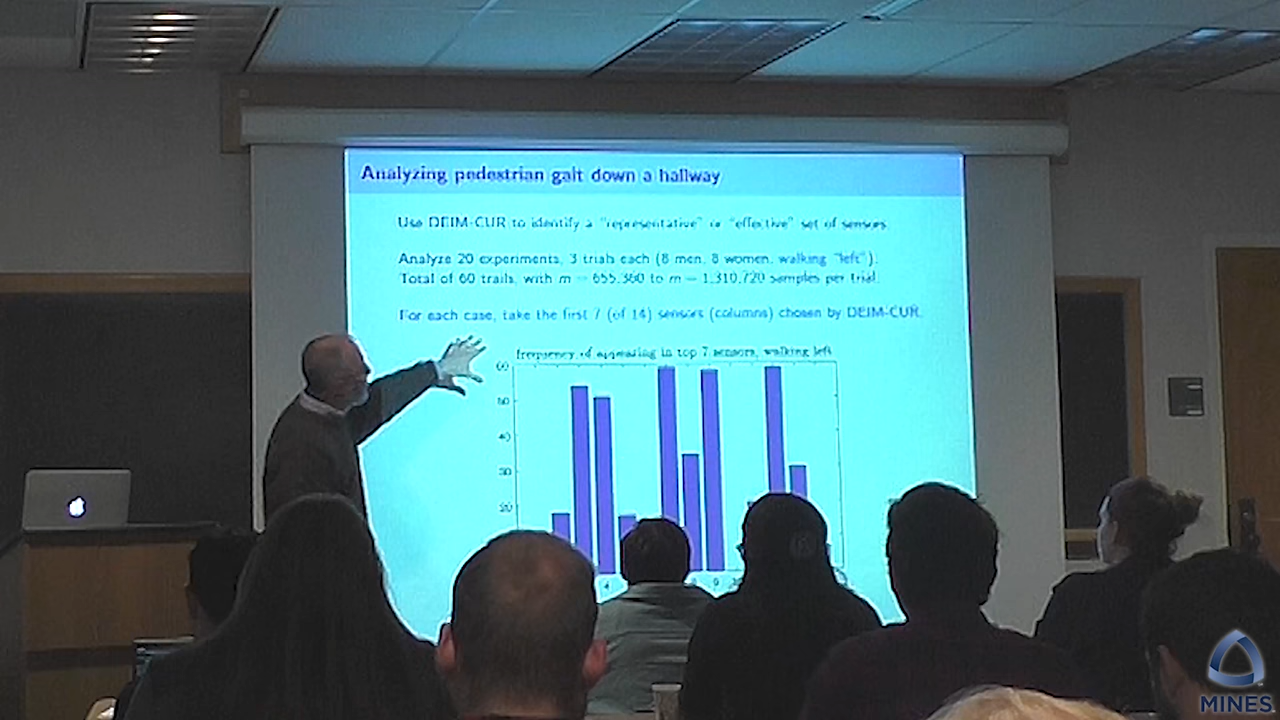 Analyzing pedestrian gait down a hallway
Use DEIM-CUR to identify a "representative" or "effective" set of sensors.
Analyze 20 experiments, 3 trials each (8 men, 8 women, walking "left").
Total of 60 trails, with m = 655,360 to m = 1,310,720 samples per trial.
For each case, take the first 7 (of 14) sensors (columns) chosen by DEIM-CUR.
frequency of appearing in top 7 sensors, walking left
60
50
40
30
20
4
9
MINES